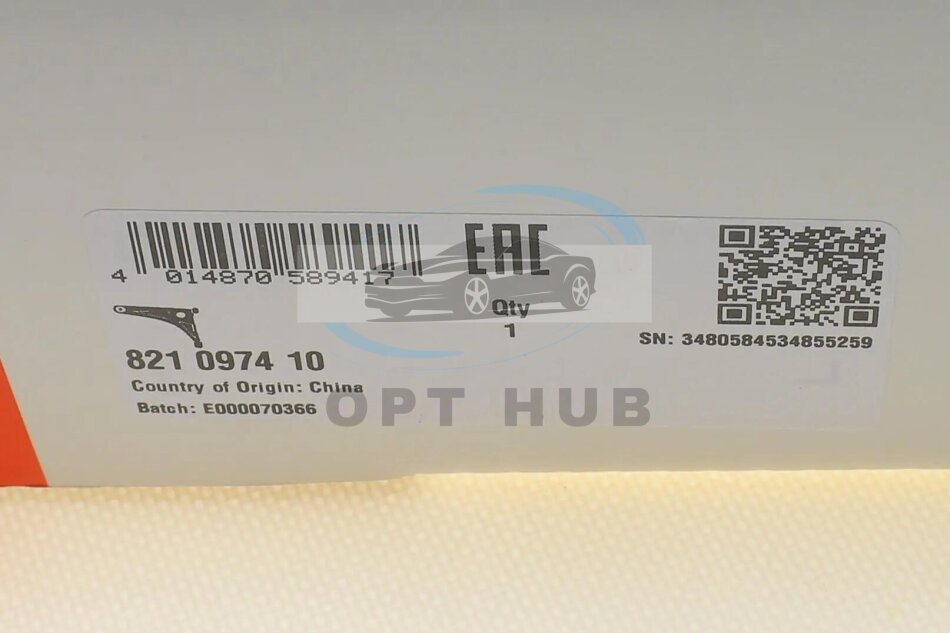 4 014870 589417
EAC
Qty
1
SN: 3480584534855259
821 0974 10
Country of Origin: China
Batch: E000070366
OPT HUB